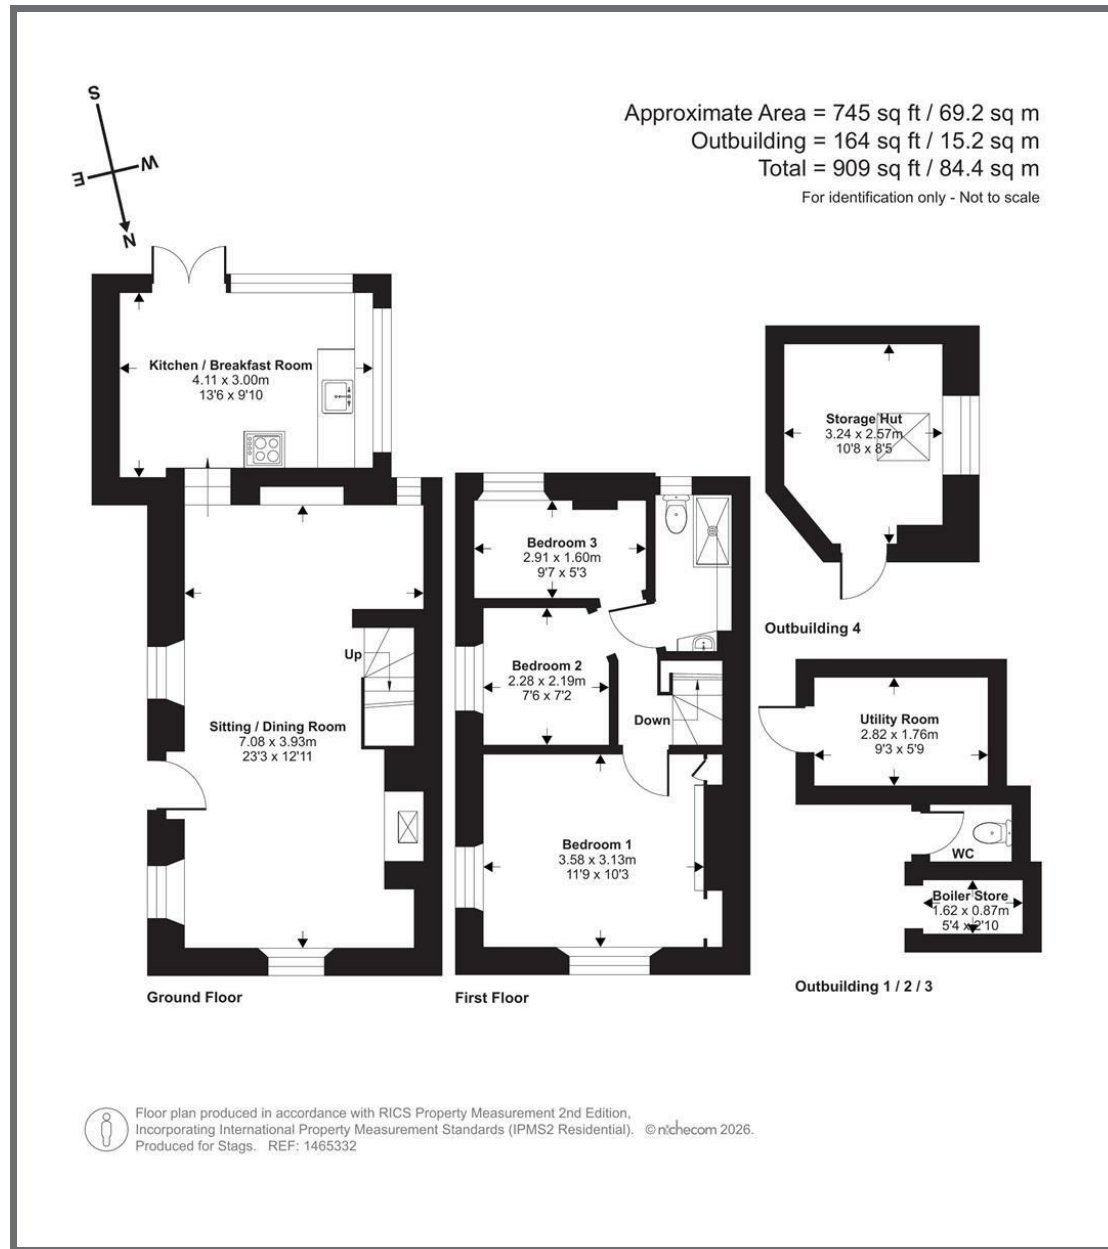 Approximate Area = 745 sq ft / 69.2 sq m
Outbuilding = 164 sq ft / 15.2 sq m
Total = 909 sq ft / 84.4 sq m
For identification only - Not to scale
S
W
E
N
Kitchen / Breakfast Room
4.11 x 3.00m
13'6 x 9'10
Up
Sitting / Dining Room
7.08 x 3.93m
23'3 x 12'11
Ground Floor
Bedroom 3
2.91 x 1.60m
9'7 x 5'3
Bedroom 2
2.28 x 2.19m
7'6 x 7'2
Down
Bedroom 1
3.58 x 3.13m
11'9 x 10'3
First Floor
Storage Hut
3.24 x 2.57m
10'8 x 8'5
Outbuilding 4
Utility Room
2.82 x 1.76m
9'3 x 5'9
WC
Boiler Store
1.62 x 0.87m
5'4 x 2'10
Outbuilding 1 / 2 / 3
Floor plan produced in accordance with RICS Property Measurement 2nd Edition,
Incorporating International Property Measurement Standards (IPMS2 Residential). © nichecom 2026.
Produced for Stags. REF: 1465332